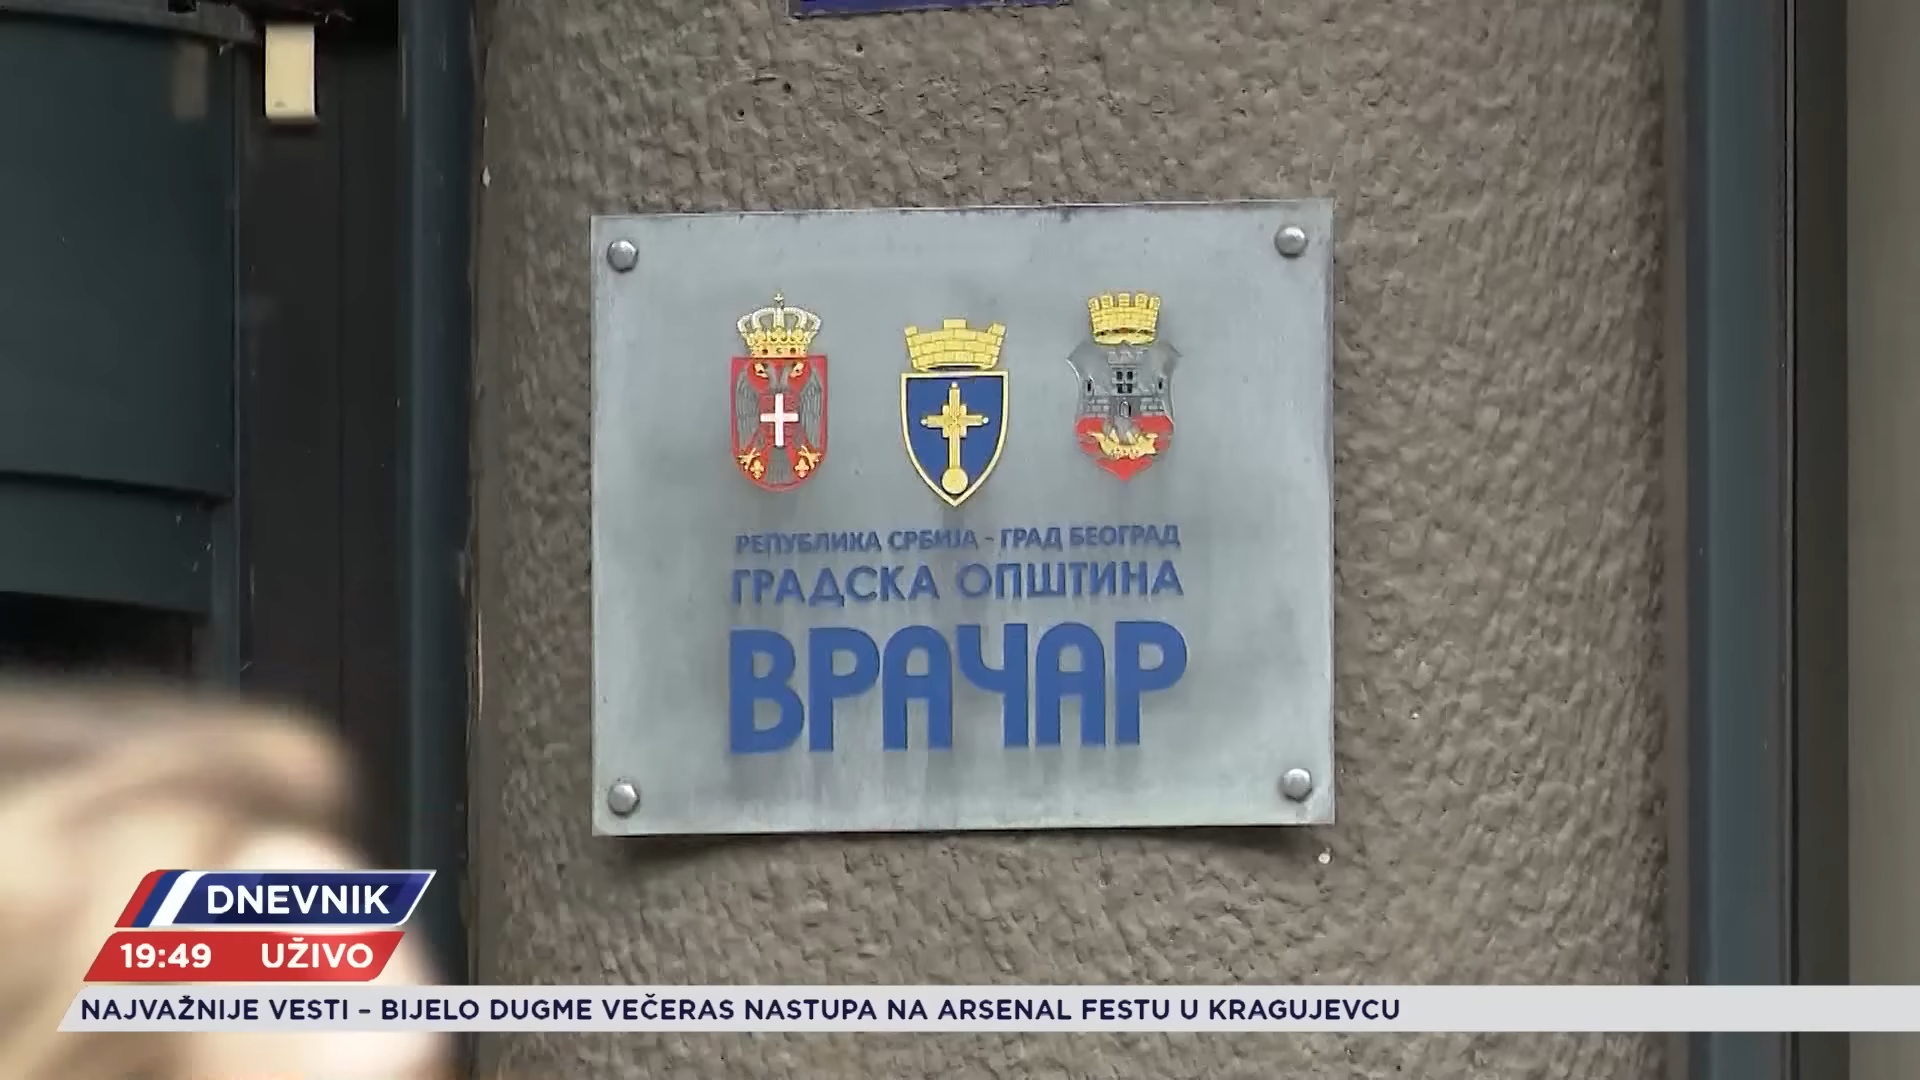 РЕПУБЛИКА СРБИЈА - ГРАД БЕОГРАД
ГРАДСКА ОПШТИНА
ВРАЧАР
DNEVNIK
19:49 UŽIVO
NAJVAŽNIJE VESTI – BIJELO DUGME VEČERAS NASTUPA NA ARSENAL FESTU U KRAGUJEVCU